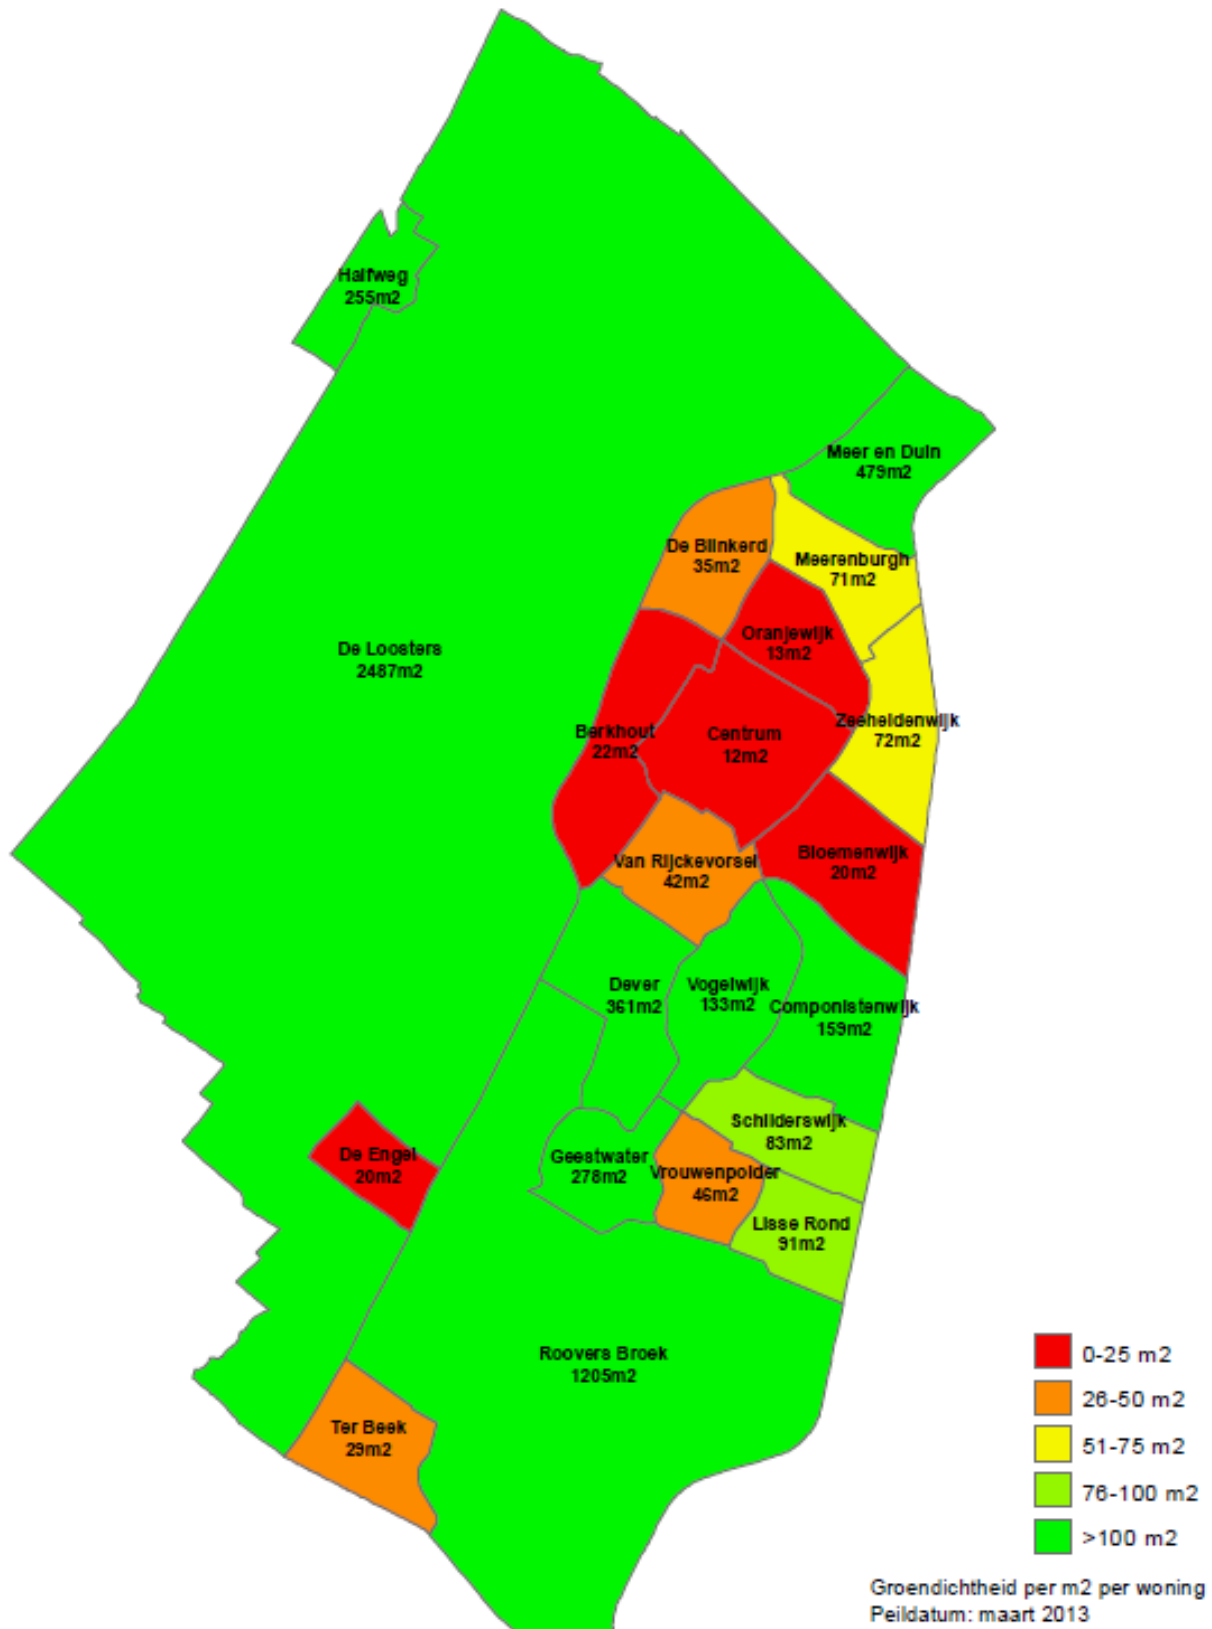 Halfweg
255m2
Meer en Duin
479m2
De Blinkerd
35m2
Meerenburgh
71m2
Oranjewijk
13m2
De Loosters
2487m2
Zeeheldenwijk
72m2
Berkhout
22m2
Centrum
12m2
Bloemenwijk
20m2
Van Rijckevorsel
42m2
Dever
361m2
Vogelwijk
133m2
Componistenwijk
159m2
Schilderswijk
83m2
De Engel
20m2
Geestwater
278m2
Vrouwenpolder
46m2
Lisse Rond
91m2
Roovers Broek
1205m2
Ter Beek
29m2
0-25 m2
26-50 m2
51-75 m2
76-100 m2
>100 m2
Groendichtheid per m2 per woning
Peildatum: maart 2013